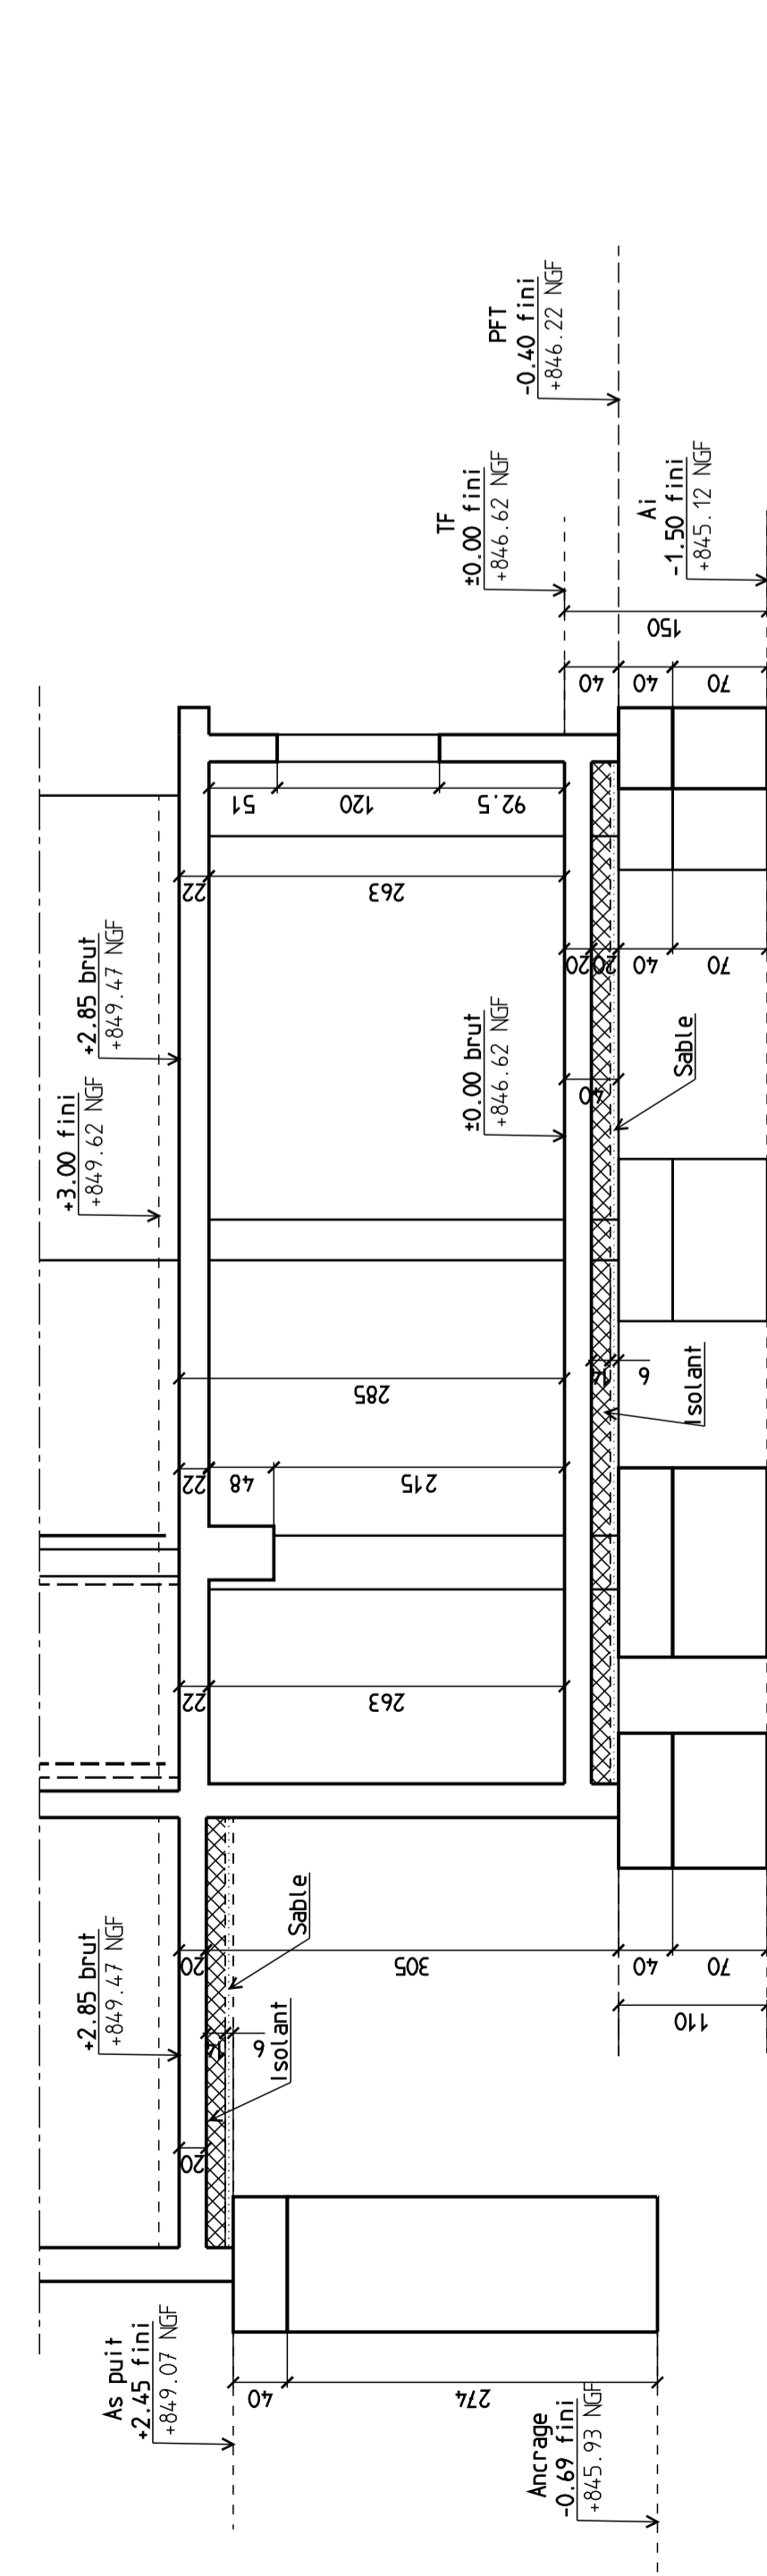 PFT
-0.40 fini
+846.22 NGF
TF
±0.00 fini
+846.62 NGF
Ai
-1.50 fini
+845.12 NGF
150
40
40
70
51
120
92.5
22
263
20
20
40
70
+2.85 brut
+849.47 NGF
±0.00 brut
+846.62 NGF
Sable
40
+3.00 fini
+849.62 NGF
285
14
6
Isolant
22
48
215
22
263
Sable
20
305
40
70
110
+2.85 brut
+849.47 NGF
14
6
Isolant
20
As puit
+2.45 fini
+849.07 NGF
40
274
Ancrage
-0.69 fini
+845.93 NGF